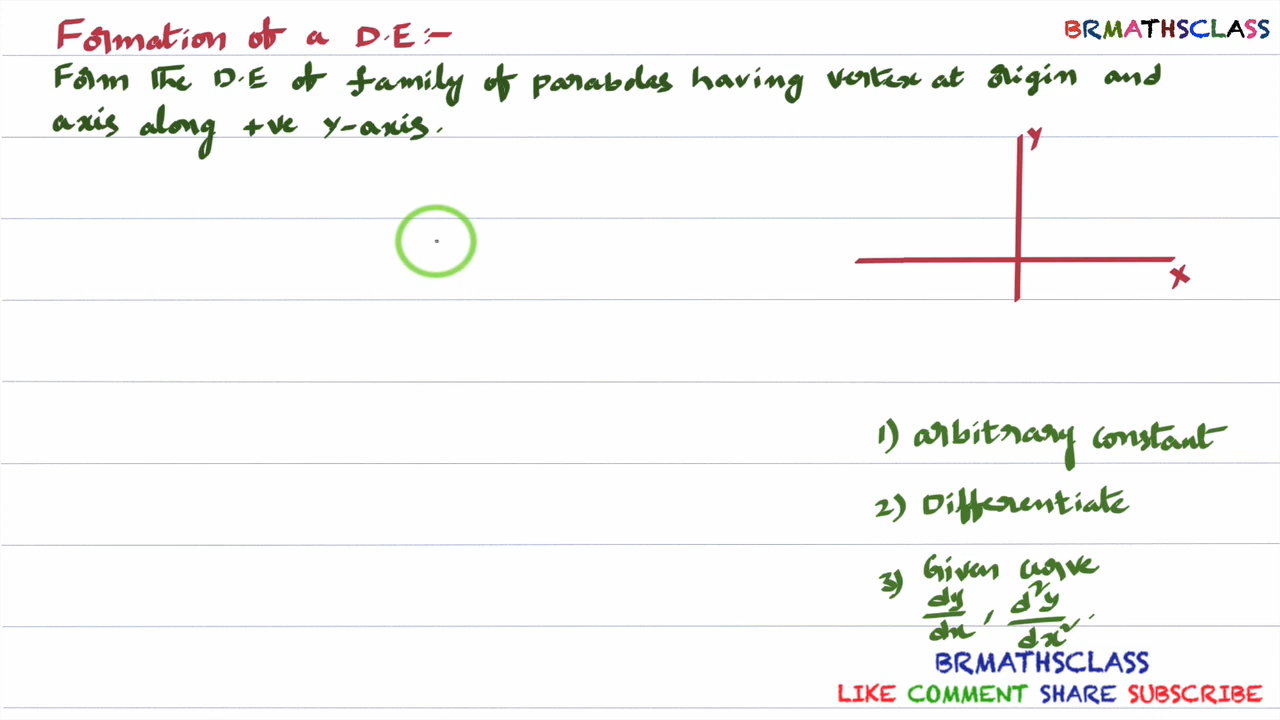 Formation of a D.E :-
BRMATHSCLASS
Form The D.E of family of parabolas having vertex at origin and
axis along +ve y-axis.
Y
X
1) arbitrary constant
2) Differentiate
3) Given curve
dy/dx , d²y/dx² .
BRMATHSCLASS
LIKE COMMENT SHARE SUBSCRIBE